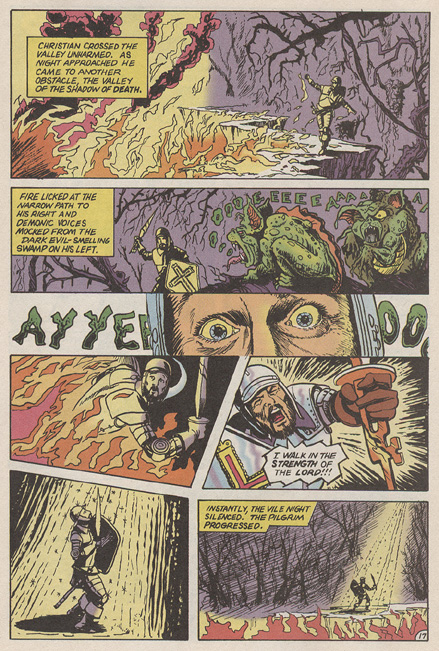 CHRISTIAN CROSSED THE
VALLEY UNHARMED. AS
NIGHT APPROACHED HE
CAME TO ANOTHER
OBSTACLE, THE VALLEY
OF THE SHADOW OF DEATH.
FIRE LICKED AT THE
NARROW PATH TO
HIS RIGHT AND
DEMONIC VOICES
MOCKED FROM THE
DARK EVIL-SMELLING
SWAMP ON HIS LEFT.
I WALK IN THE
STRENGTH OF
THE LORD!!!
INSTANTLY, THE VILE NIGHT
SILENCED. THE PILGRIM
PROGRESSED.
17